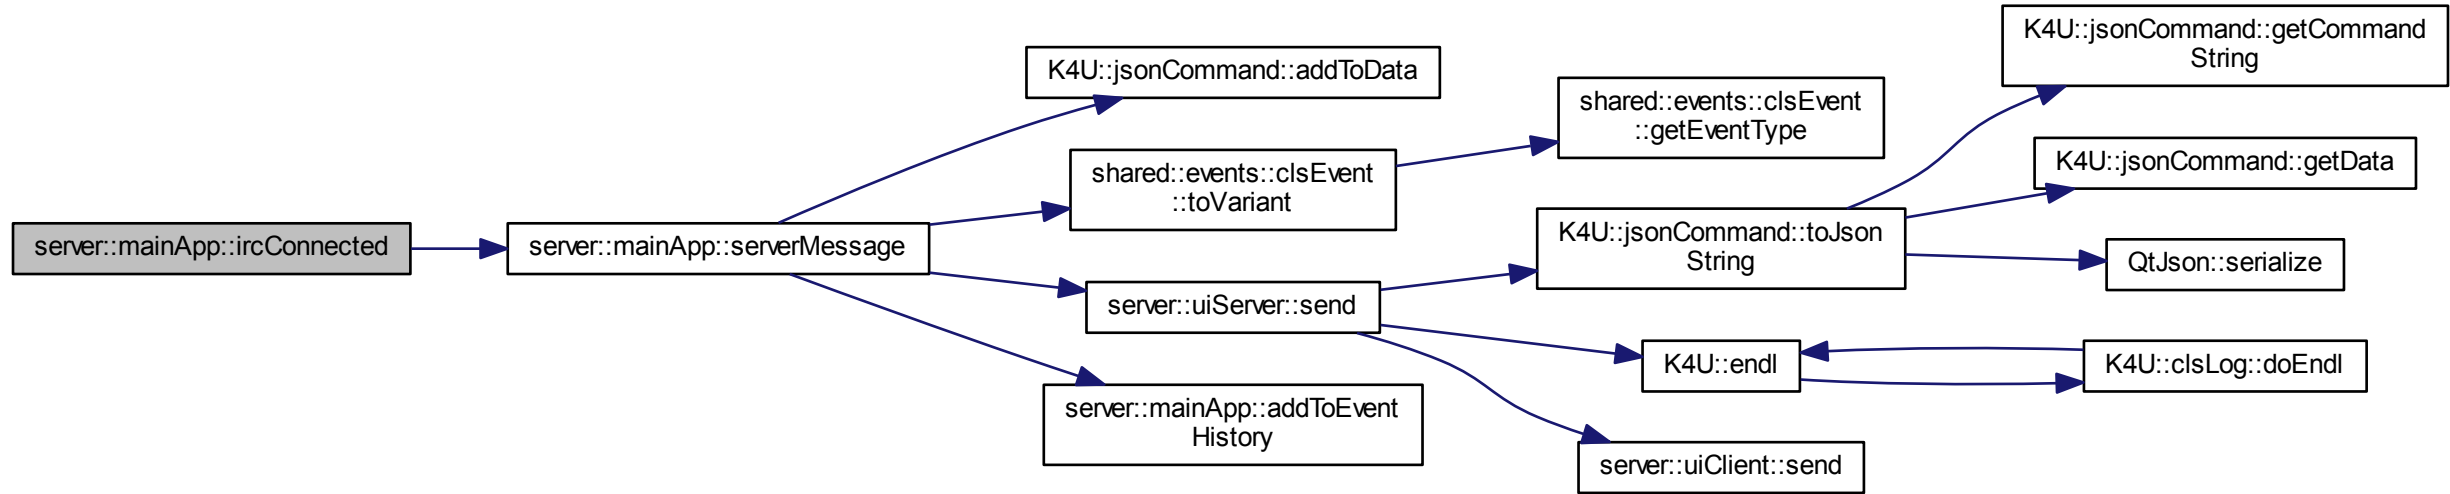 server::mainApp::ircConnected
server::mainApp::serverMessage
K4U::jsonCommand::addToData
shared::events::clsEvent
::toVariant
server::uiServer::send
server::mainApp::addToEvent
History
shared::events::clsEvent
::getEventType
K4U::jsonCommand::toJson
String
K4U::endl
server::uiClient::send
K4U::jsonCommand::getCommand
String
K4U::jsonCommand::getData
QtJson::serialize
K4U::clsLog::doEndl